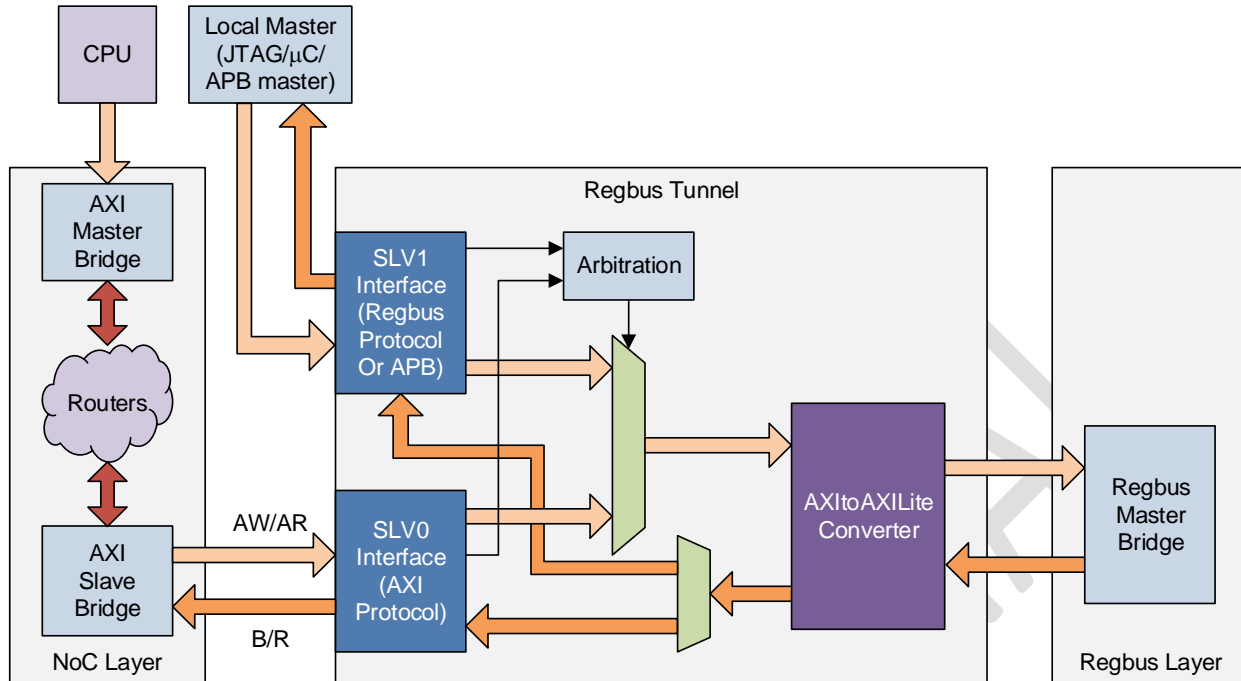 CPU
Local Master
(JTAG/μC/
APB master)
AXI
Master
Bridge
Routers
AXI
Slave
Bridge
NoC Layer
AW/AR
B/R
Regbus Tunnel
SLV1
Interface
(Regbus
Protocol
Or APB)
Arbitration
SLV0
Interface
(AXI
Protocol)
AXItoAXILite
Converter
Regbus
Master
Bridge
Regbus Layer